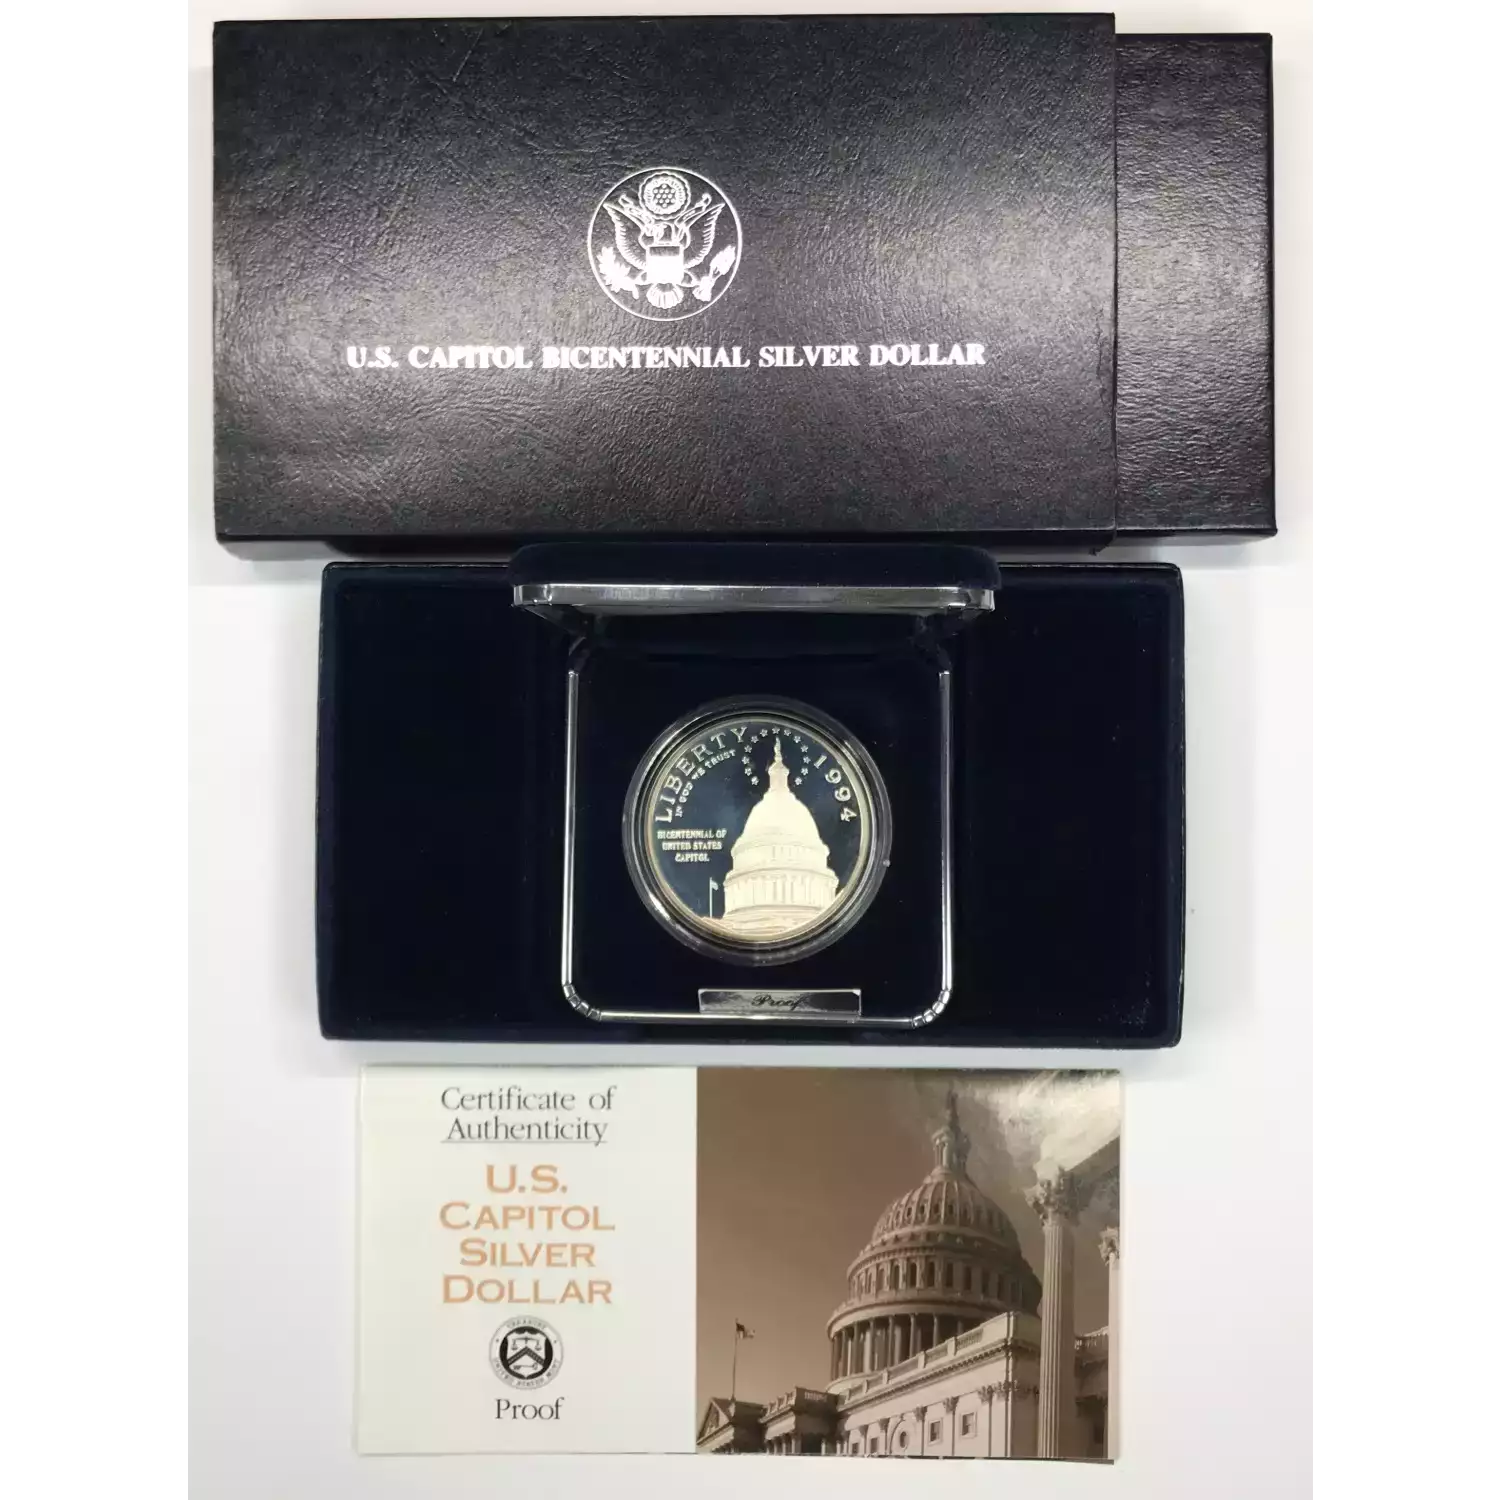 U.S. CAPITOL BICENTENNIAL SILVER DOLLAR
LIBERTY
IN GOD WE TRUST
1994
BICENTENNIAL OF
UNITED STATES
CAPITOL
Proof
Certificate of
Authenticity
U.S.
CAPITOL
SILVER
DOLLAR
Proof